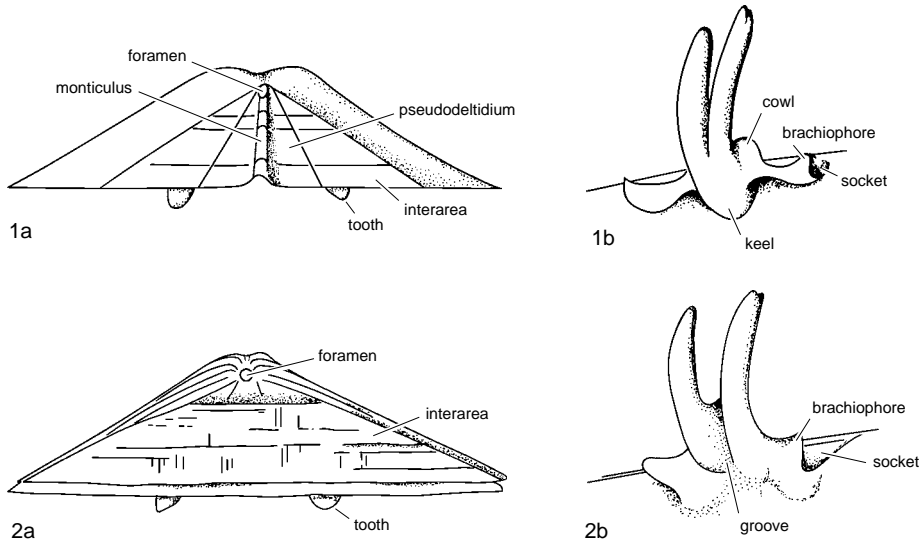 foramen
monticulus
pseudodeltidium
interarea
tooth
1a
cowl
brachiophore
socket
keel
1b
foramen
interarea
tooth
2a
brachiophore
socket
groove
2b